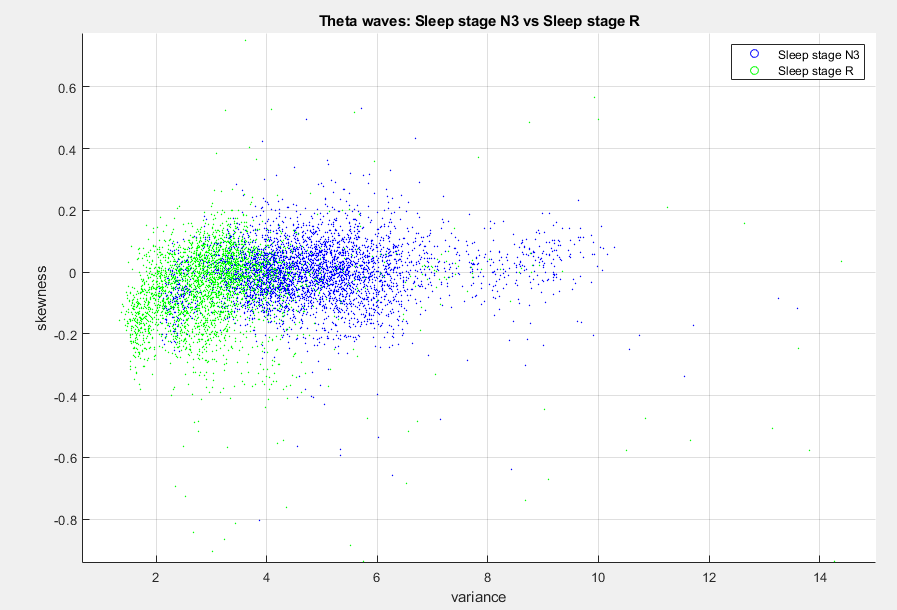 Theta waves: Sleep stage N3 vs Sleep stage R
Sleep stage N3
Sleep stage R
skewness
0.6
0.4
0.2
0
-0.2
-0.4
-0.6
-0.8
2 4 6 8 10 12 14
variance